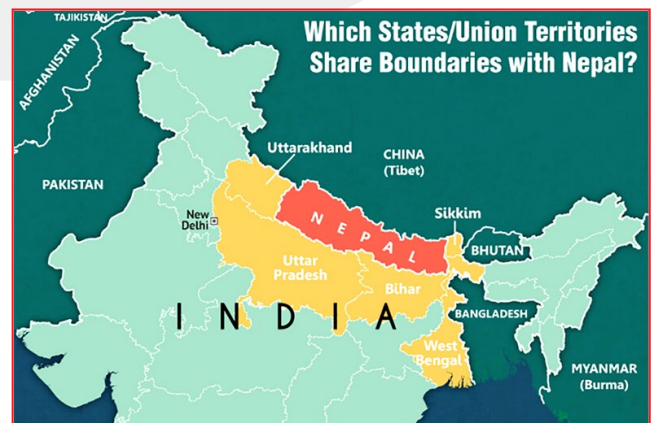 Which States/Union Territories
Share Boundaries with Nepal?
TAJIKISTAN
AFGHANISTAN
PAKISTAN
CHINA
(Tibet)
Uttarakhand
New
Delhi
NEPAL
Sikkim
BHUTAN
Uttar
Pradesh
Bihar
INDIA
BANGLADESH
West
Bengal
MYANMAR
(Burma)